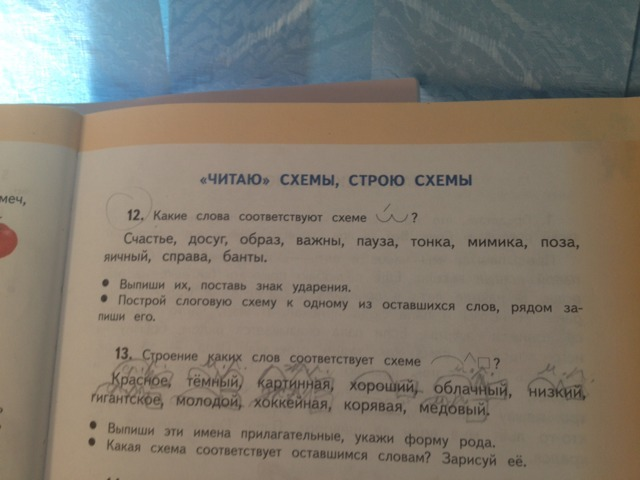 меч,
«ЧИТАЮ» СХЕМЫ, СТРОЮ СХЕМЫ
12. Какие слова соответствуют схеме ?
Счастье, досуг, образ, важны, пауза, тонка, мимика, поза,
яичный, справа, банты.
• Выпиши их, поставь знак ударения.
• Построй слоговую схему к одному из оставшихся слов, рядом за-
пиши его.
13. Строение каких слов соответствует схеме ?
Красное, тёмный, картинная, хороший, облачный, низкий,
гигантское, молодой, хоккейная, корявая, медовый.
• Выпиши эти имена прилагательные, укажи форму рода.
• Какая схема соответствует оставшимся словам? Зарисуй её.